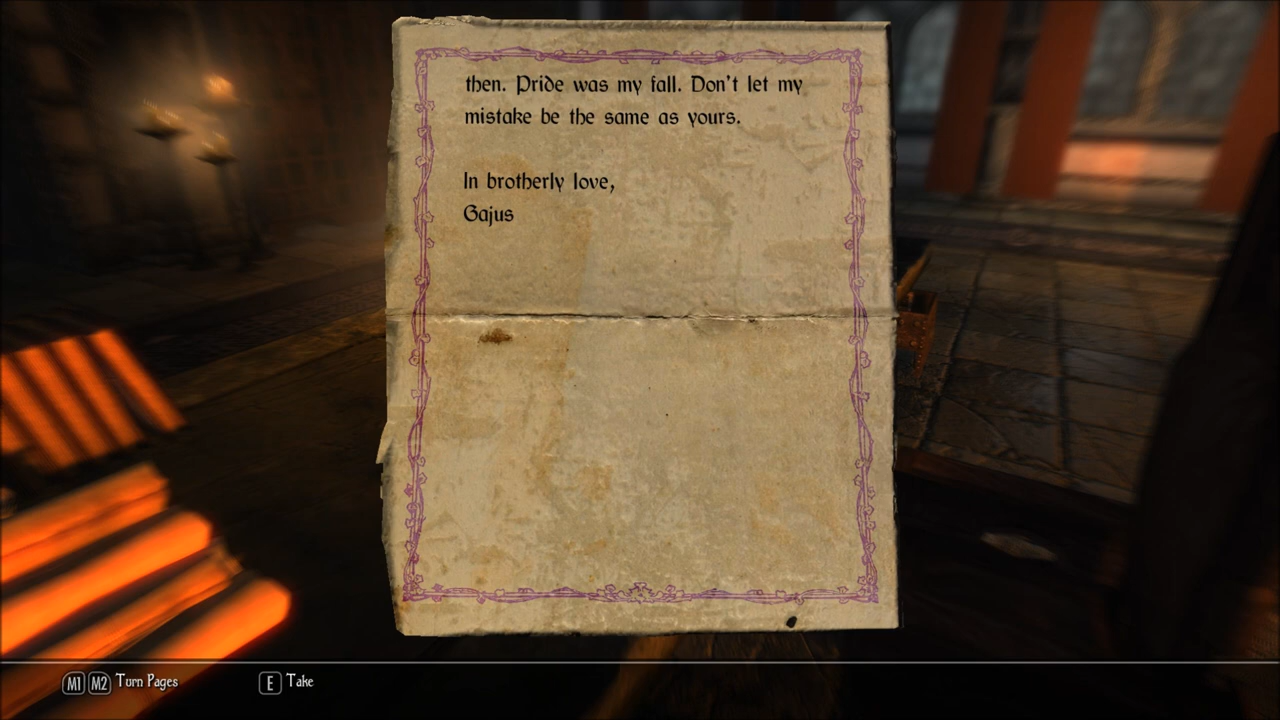 then. Pride was my fall. Don't let my
mistake be the same as yours.
In brotherly love,
Gajus
M1 M2 Turn Pages
E Take